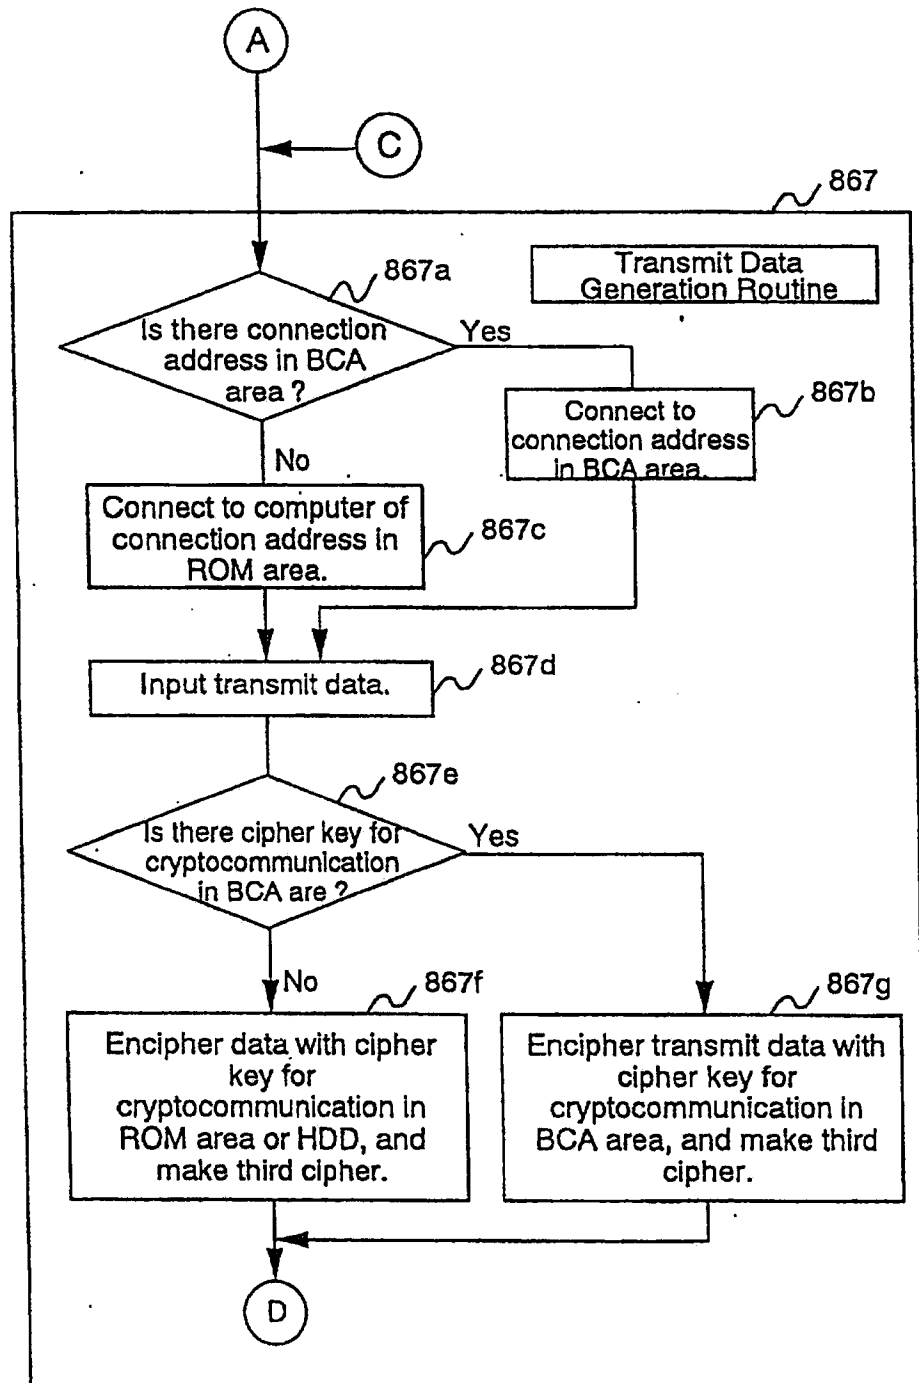 A
C
867
Transmit Data
Generation Routine
867a
Is there connection
address in BCA
area ?
Yes
867b
Connect to
connection address
in BCA area.
No
Connect to computer of
connection address in
ROM area.
867c
Input transmit data.
867d
867e
Is there cipher key for
cryptocommunication
in BCA are ?
Yes
No
867f
Encipher data with cipher
key for
cryptocommunication in
ROM area or HDD, and
make third cipher.
867g
Encipher transmit data with
cipher key for
cryptocommunication in
BCA area, and make third
cipher.
D